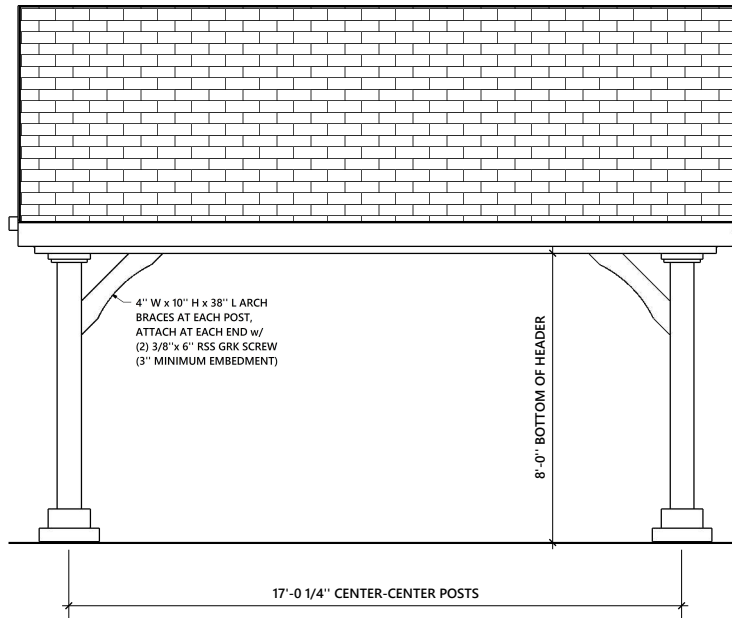 4'' W x 10'' H x 38'' L ARCH
BRACES AT EACH POST,
ATTACH AT EACH END w/
(2) 3/8''x 6'' RSS GRK SCREW
(3'' MINIMUM EMBEDMENT)
8'-0'' BOTTOM OF HEADER
17'-0 1/4'' CENTER-CENTER POSTS